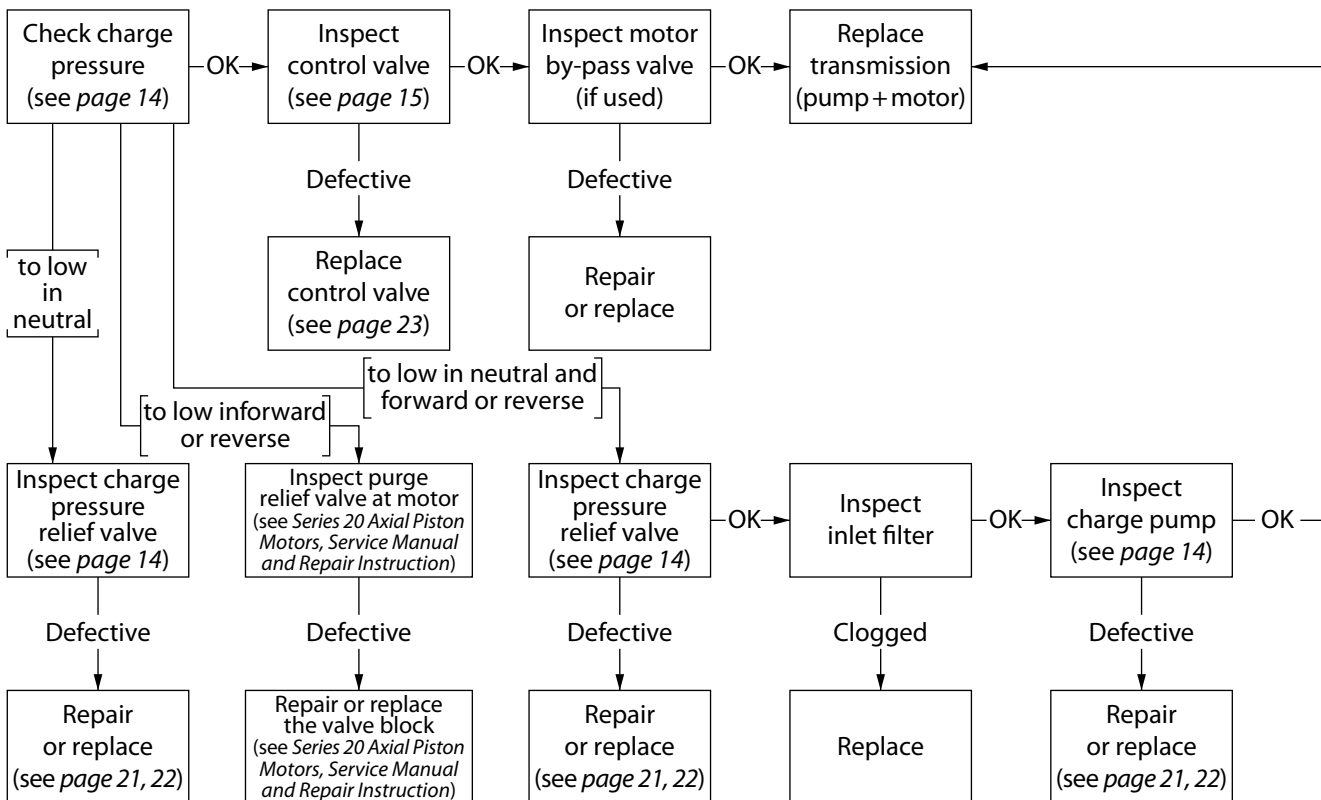 Check charge
pressure
(see page 14)
OK
Inspect
control valve
(see page 15)
OK
Inspect motor
by-pass valve
(if used)
OK
Replace
transmission
(pump + motor)
Defective
Defective
to low
in
neutral
Replace
control valve
(see page 23)
Repair
or replace
to low in neutral and
forward or reverse
to low inforward
or reverse
Inspect charge
pressure
relief valve
(see page 14)
Inspect purge
relief valve at motor
(see Series 20 Axial Piston
Motors, Service Manual
and Repair Instruction)
Inspect charge
pressure
relief valve
(see page 14)
OK
Inspect
inlet filter
OK
Inspect
charge pump
(see page 14)
OK
Defective
Defective
Defective
Clogged
Defective
Repair
or replace
(see page 21, 22)
Repair or replace
the valve block
(see Series 20 Axial Piston
Motors, Service Manual
and Repair Instruction)
Repair
or replace
(see page 21, 22)
Replace
Repair
or replace
(see page 21, 22)